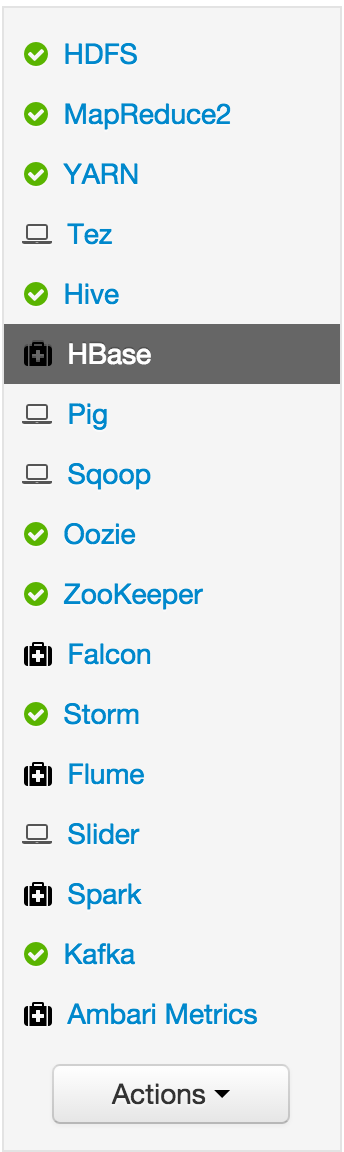 HDFS
MapReduce2
YARN
Tez
Hive
HBase
Pig
Sqoop
Oozie
ZooKeeper
Falcon
Storm
Flume
Slider
Spark
Kafka
Ambari Metrics
Actions